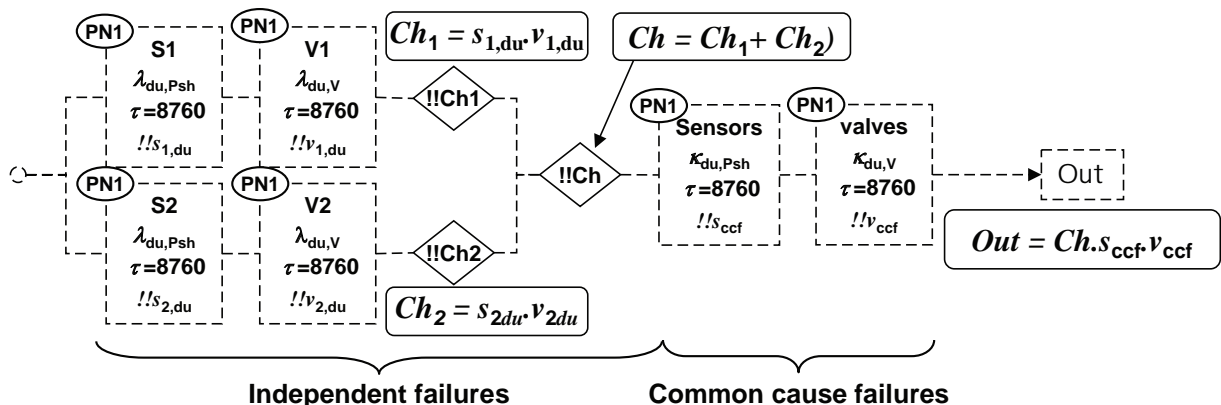 PN1
S1
λdu,Psh
τ=8760
!!s1,du
PN1
V1
λdu,V
τ=8760
!!v1,du
Ch1 = s1,du.v1,du
!!Ch1
Ch = Ch1+ Ch2)
!!Ch
PN1
S2
λdu,Psh
τ=8760
!!s2,du
PN1
V2
λdu,V
τ=8760
!!v2,du
!!Ch2
Ch2 = s2du.v2du
PN1
Sensors
κdu,Psh
τ=8760
!!sccf
PN1
valves
κdu,V
τ=8760
!!vccf
Out
Out = Ch.sccf.vccf
Independent failures
Common cause failures